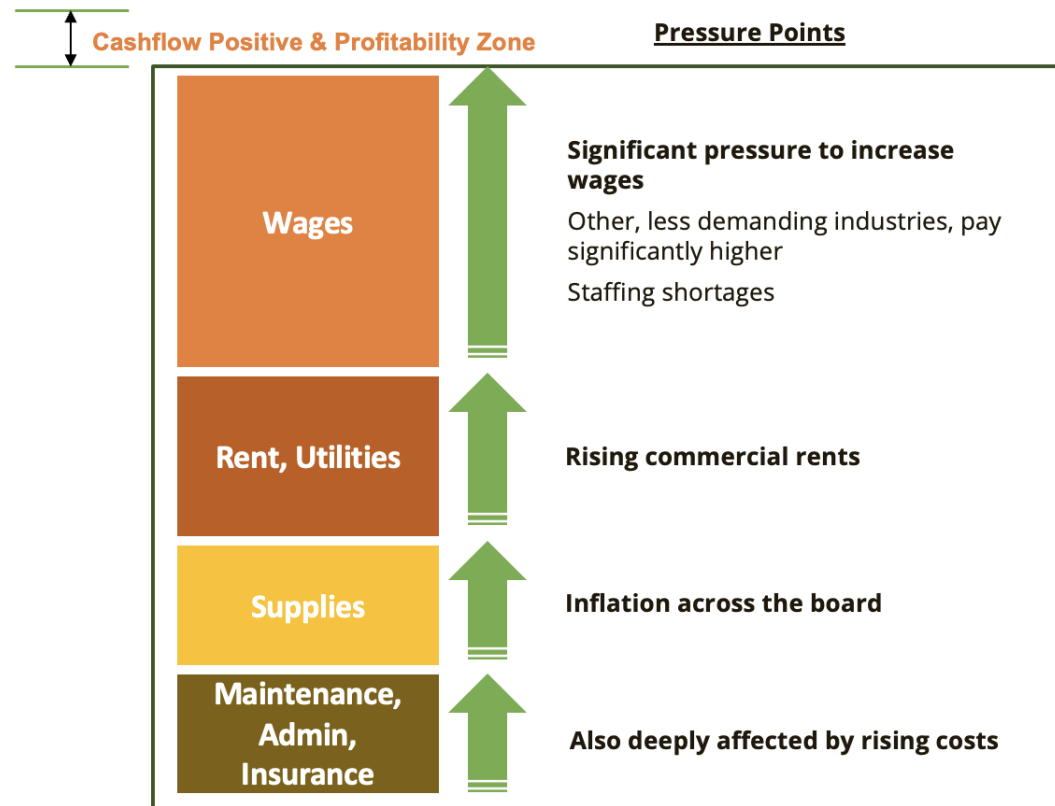 Cashflow Positive & Profitability Zone
Pressure Points
Wages
Significant pressure to increase
wages
Other, less demanding industries, pay
significantly higher
Staffing shortages
Rent, Utilities
Rising commercial rents
Supplies
Inflation across the board
Maintenance,
Admin,
Insurance
Also deeply affected by rising costs